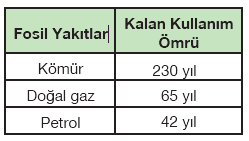 Fosil Yakıtlar Kalan Kullanım Ömrü
Kömür 230 yıl
Doğal gaz 65 yıl
Petrol 42 yıl